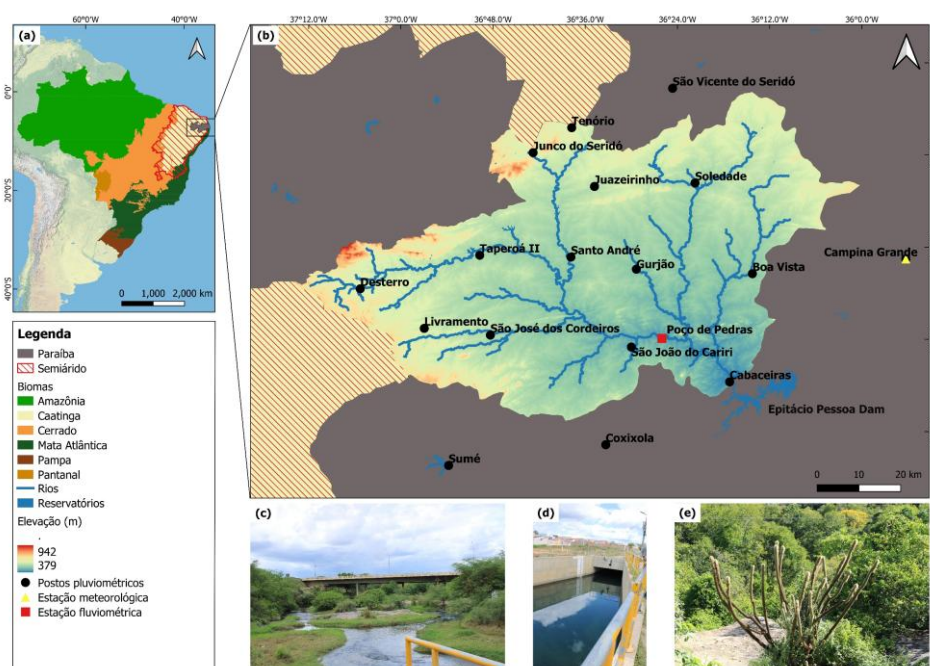 60°0'W 40°0'W
(a)
0°0'
20°0'S
40°0'S
0 1,000 2,000 km
37°12.0' 37°0.0' 36°48.0' 36°36.0' 36°24.0' 36°12.0' 36°0.0'
(b)
São Vicente do Seridó
Tenório
Junco do Seridó
Juazeirinho
Soledade
Taperoá II
Santo André
Gurjão
Boa Vista
Campina Grande
Desterro
Livramento
São José dos Cordeiros
Poço de Pedras
São João do Cariri
Cabaceiras
Epitácio Pessoa Dam
Coxixola
Sumé
0 10 20 km
Legenda
Paraíba
Semiárido
Biomas
Amazônia
Caatinga
Cerrado
Mata Atlântica
Pampa
Pantanal
Rios
Reservatórios
Elevação (m)
942
379
Postos pluviométricos
Estação meteorológica
Estação fluviométrica
(c)
(d)
(e)